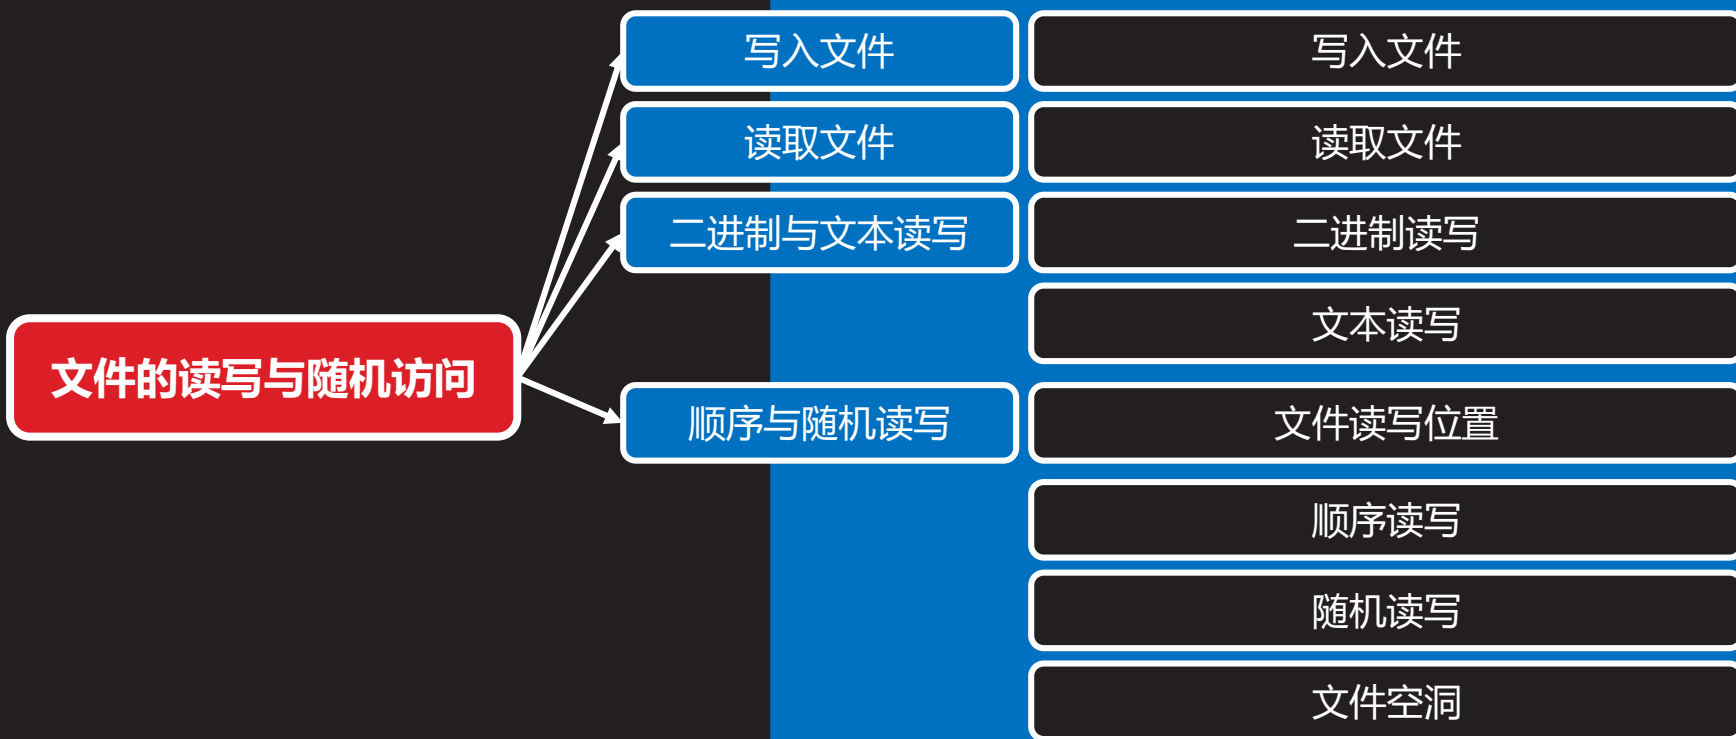 文件的读写与随机访问
写入文件
写入文件
读取文件
读取文件
二进制与文本读写
二进制读写
文本读写
顺序与随机读写
文件读写位置
顺序读写
随机读写
文件空洞